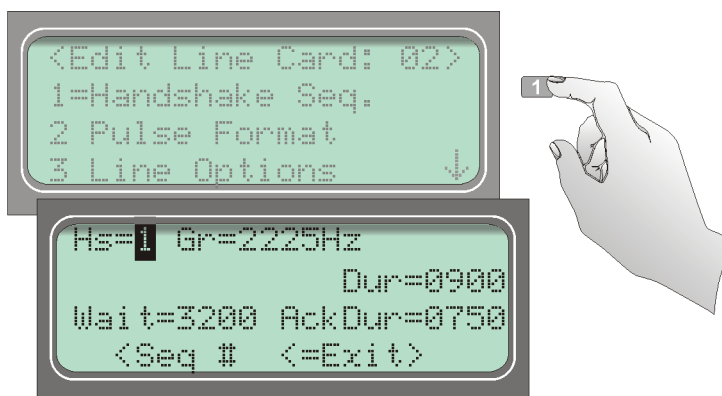 <Edit Line Card: 02>
1=Handshake Seq.
2 Pulse Format
3 Line Options ↓
1
Hs=1 Gr=2225Hz
Dur=0900
Wait=3200 AckDur=0750
<Seq # <=Exit>